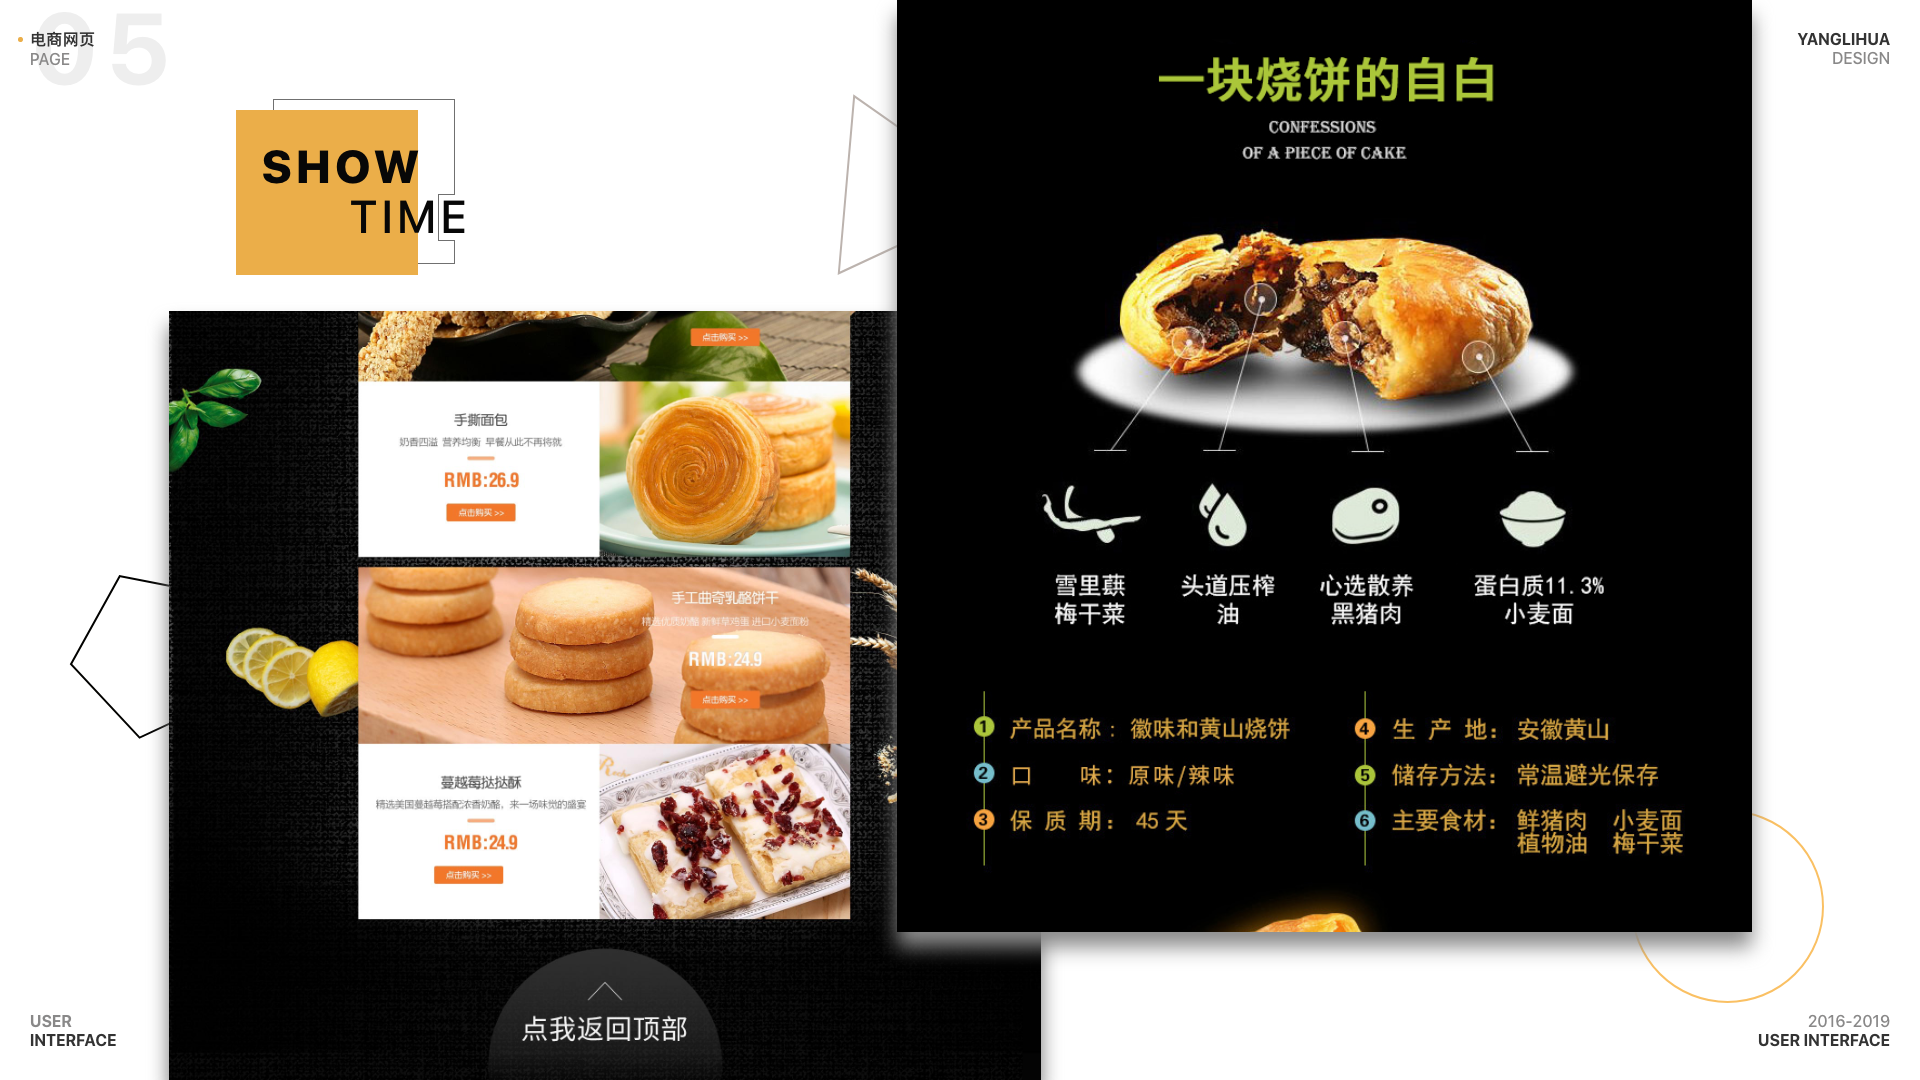 05
电商网页
PAGE
YANGLIHUA
DESIGN
SHOW
TIME
点击购买 >>
手撕面包
奶香四溢 营养均衡 早餐从此不再将就
RMB:26.9
点击购买 >>
手工曲奇乳酪饼干
精选优质奶酪 新鲜草鸡蛋 进口小麦面粉
RMB:24.9
点击购买 >>
蔓越莓挞挞酥
精选美国蔓越莓搭配浓香奶酪，来一场味觉的盛宴
RMB:24.9
点击购买 >>
点我返回顶部
一块烧饼的自白
CONFESSIONS
OF A PIECE OF CAKE
雪里蕻
梅干菜
头道压榨
油
心选散养
黑猪肉
蛋白质11.3%
小麦面
1 产品名称：徽味和黄山烧饼
2 口 味：原味/辣味
3 保 质 期：45 天
4 生 产 地：安徽黄山
5 储存方法：常温避光保存
6 主要食材：鲜猪肉 小麦面
植物油 梅干菜
USER
INTERFACE
2016-2019
USER INTERFACE